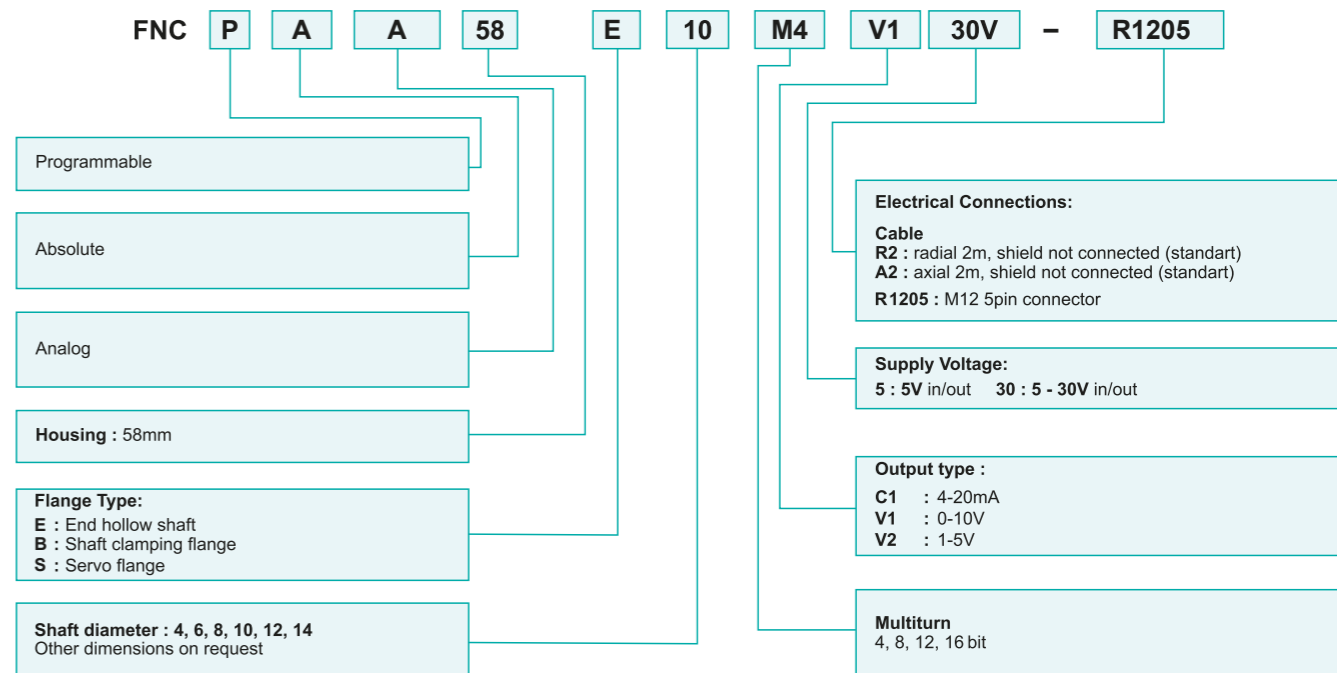 FNC P A A 58 E 10 M4 V1 30V – R1205
Programmable
Absolute
Analog
Housing : 58mm
Flange Type:
E : End hollow shaft
B : Shaft clamping flange
S : Servo flange
Shaft diameter : 4, 6, 8, 10, 12, 14
Other dimensions on request
Electrical Connections:
Cable
R2 : radial 2m, shield not connected (standart)
A2 : axial 2m, shield not connected (standart)
R1205 : M12 5pin connector
Supply Voltage:
5 : 5V in/out 30 : 5 - 30V in/out
Output type :
C1 : 4-20mA
V1 : 0-10V
V2 : 1-5V
Multiturn
4, 8, 12, 16 bit